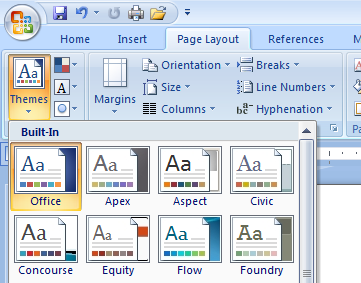 Home Insert Page Layout References
Aa Themes A Margins Orientation Breaks
Size Line Numbers
Columns Hyphenation
Built-In
Aa Aa Aa Aa
Office Apex Aspect Civic
Aa Aa Aa Aa
Concourse Equity Flow Foundry